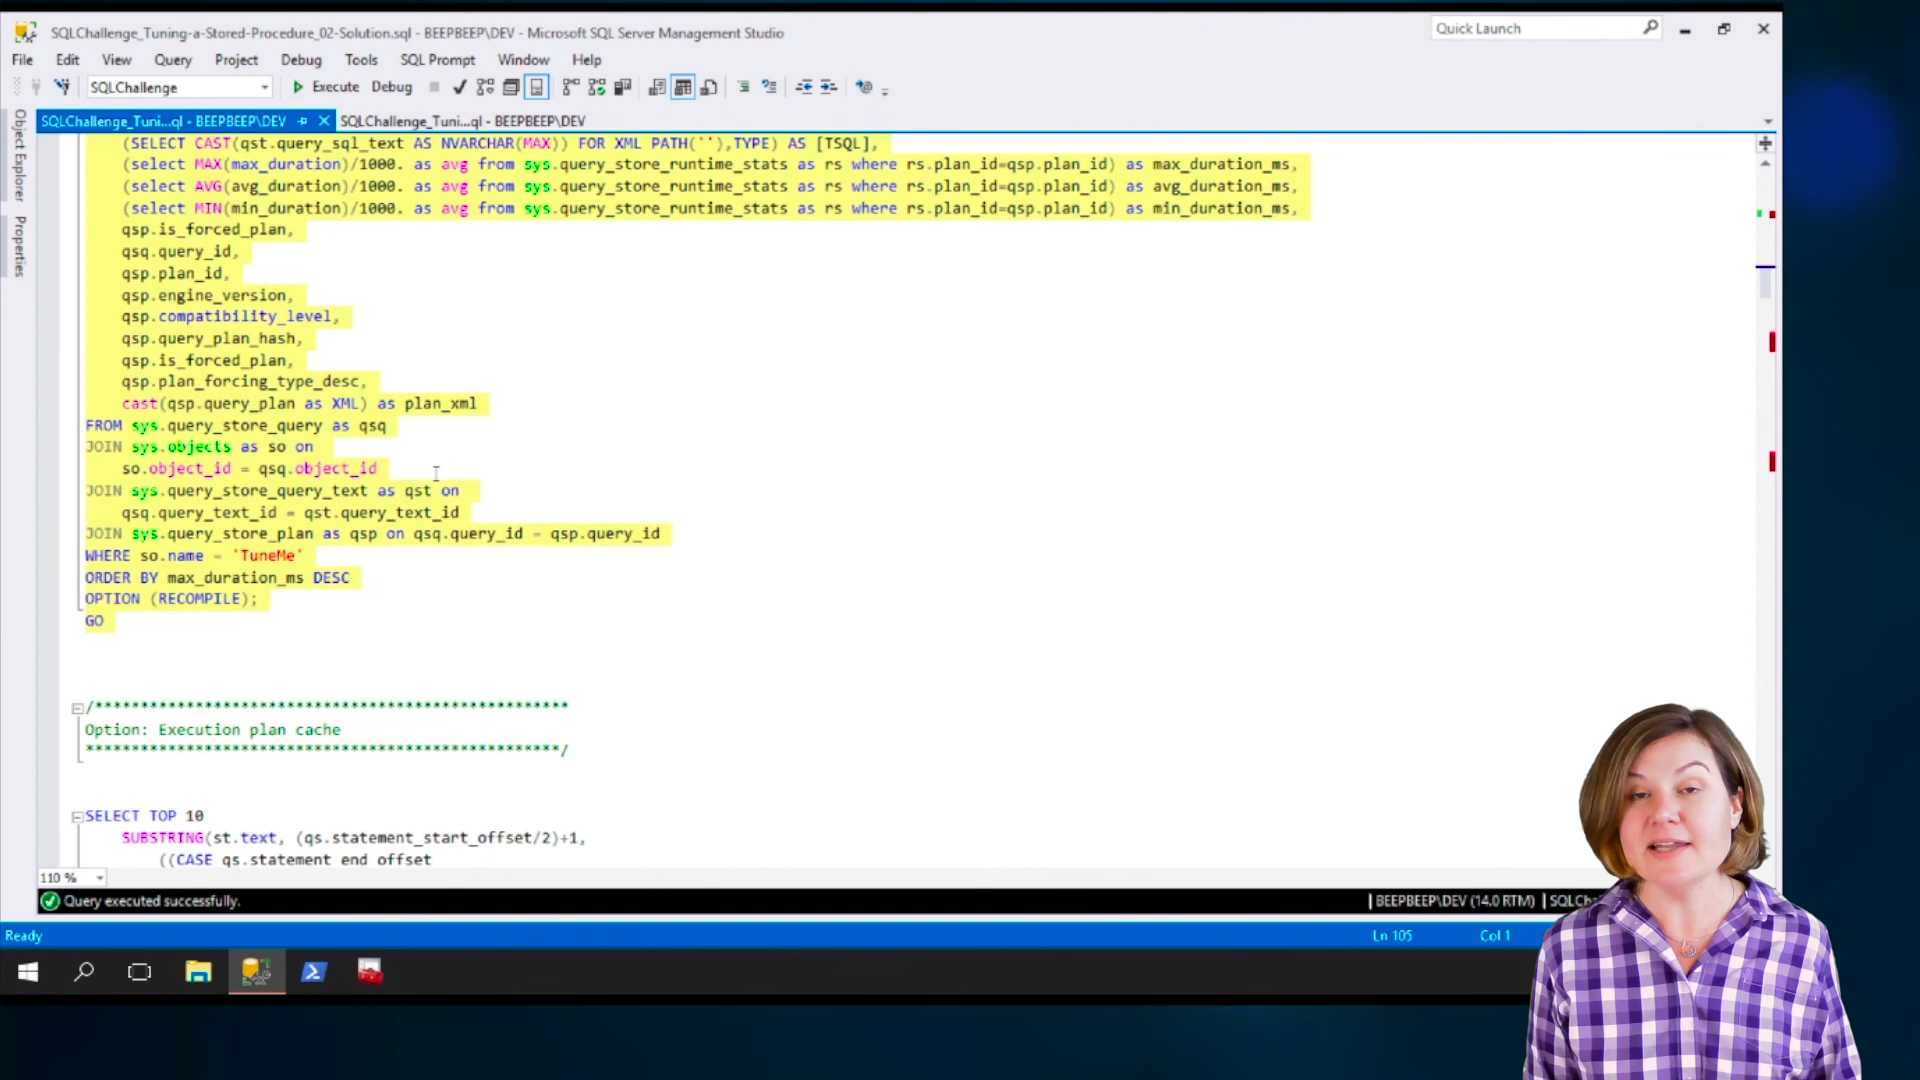 SQLChallenge_Tuning-a-Stored-Procedure_02-Solution.sql - BEEPBEEP\DEV - Microsoft SQL Server Management Studio
Quick Launch
File Edit View Query Project Debug Tools SQL Prompt Window Help
SQLChallenge Execute Debug
SQLChallenge_Tuni...ql - BEEPBEEP\DEV SQLChallenge_Tuni...ql - BEEPBEEP\DEV
Object Explorer
Properties
(SELECT CAST(qst.query_sql_text AS NVARCHAR(MAX)) FOR XML PATH(''),TYPE) AS [TSQL],
(select MAX(max_duration)/1000. as avg from sys.query_store_runtime_stats as rs where rs.plan_id=qsp.plan_id) as max_duration_ms,
(select AVG(avg_duration)/1000. as avg from sys.query_store_runtime_stats as rs where rs.plan_id=qsp.plan_id) as avg_duration_ms,
(select MIN(min_duration)/1000. as avg from sys.query_store_runtime_stats as rs where rs.plan_id=qsp.plan_id) as min_duration_ms,
qsp.is_forced_plan,
qsq.query_id,
qsp.plan_id,
qsp.engine_version,
qsp.compatibility_level,
qsp.query_plan_hash,
qsp.is_forced_plan,
qsp.plan_forcing_type_desc,
cast(qsp.query_plan as XML) as plan_xml
FROM sys.query_store_query as qsq
JOIN sys.objects as so on
so.object_id = qsq.object_id
JOIN sys.query_store_query_text as qst on
qsq.query_text_id = qst.query_text_id
JOIN sys.query_store_plan as qsp on qsq.query_id = qsp.query_id
WHERE so.name = 'TuneMe'
ORDER BY max_duration_ms DESC
OPTION (RECOMPILE);
GO
/****************************************************
Option: Execution plan cache
****************************************************/
SELECT TOP 10
SUBSTRING(st.text, (qs.statement_start_offset/2)+1,
((CASE qs.statement_end_offset
110 %
Query executed successfully.
BEEPBEEP\DEV (14.0 RTM) SQLCh
Ready Ln 105 Col 1